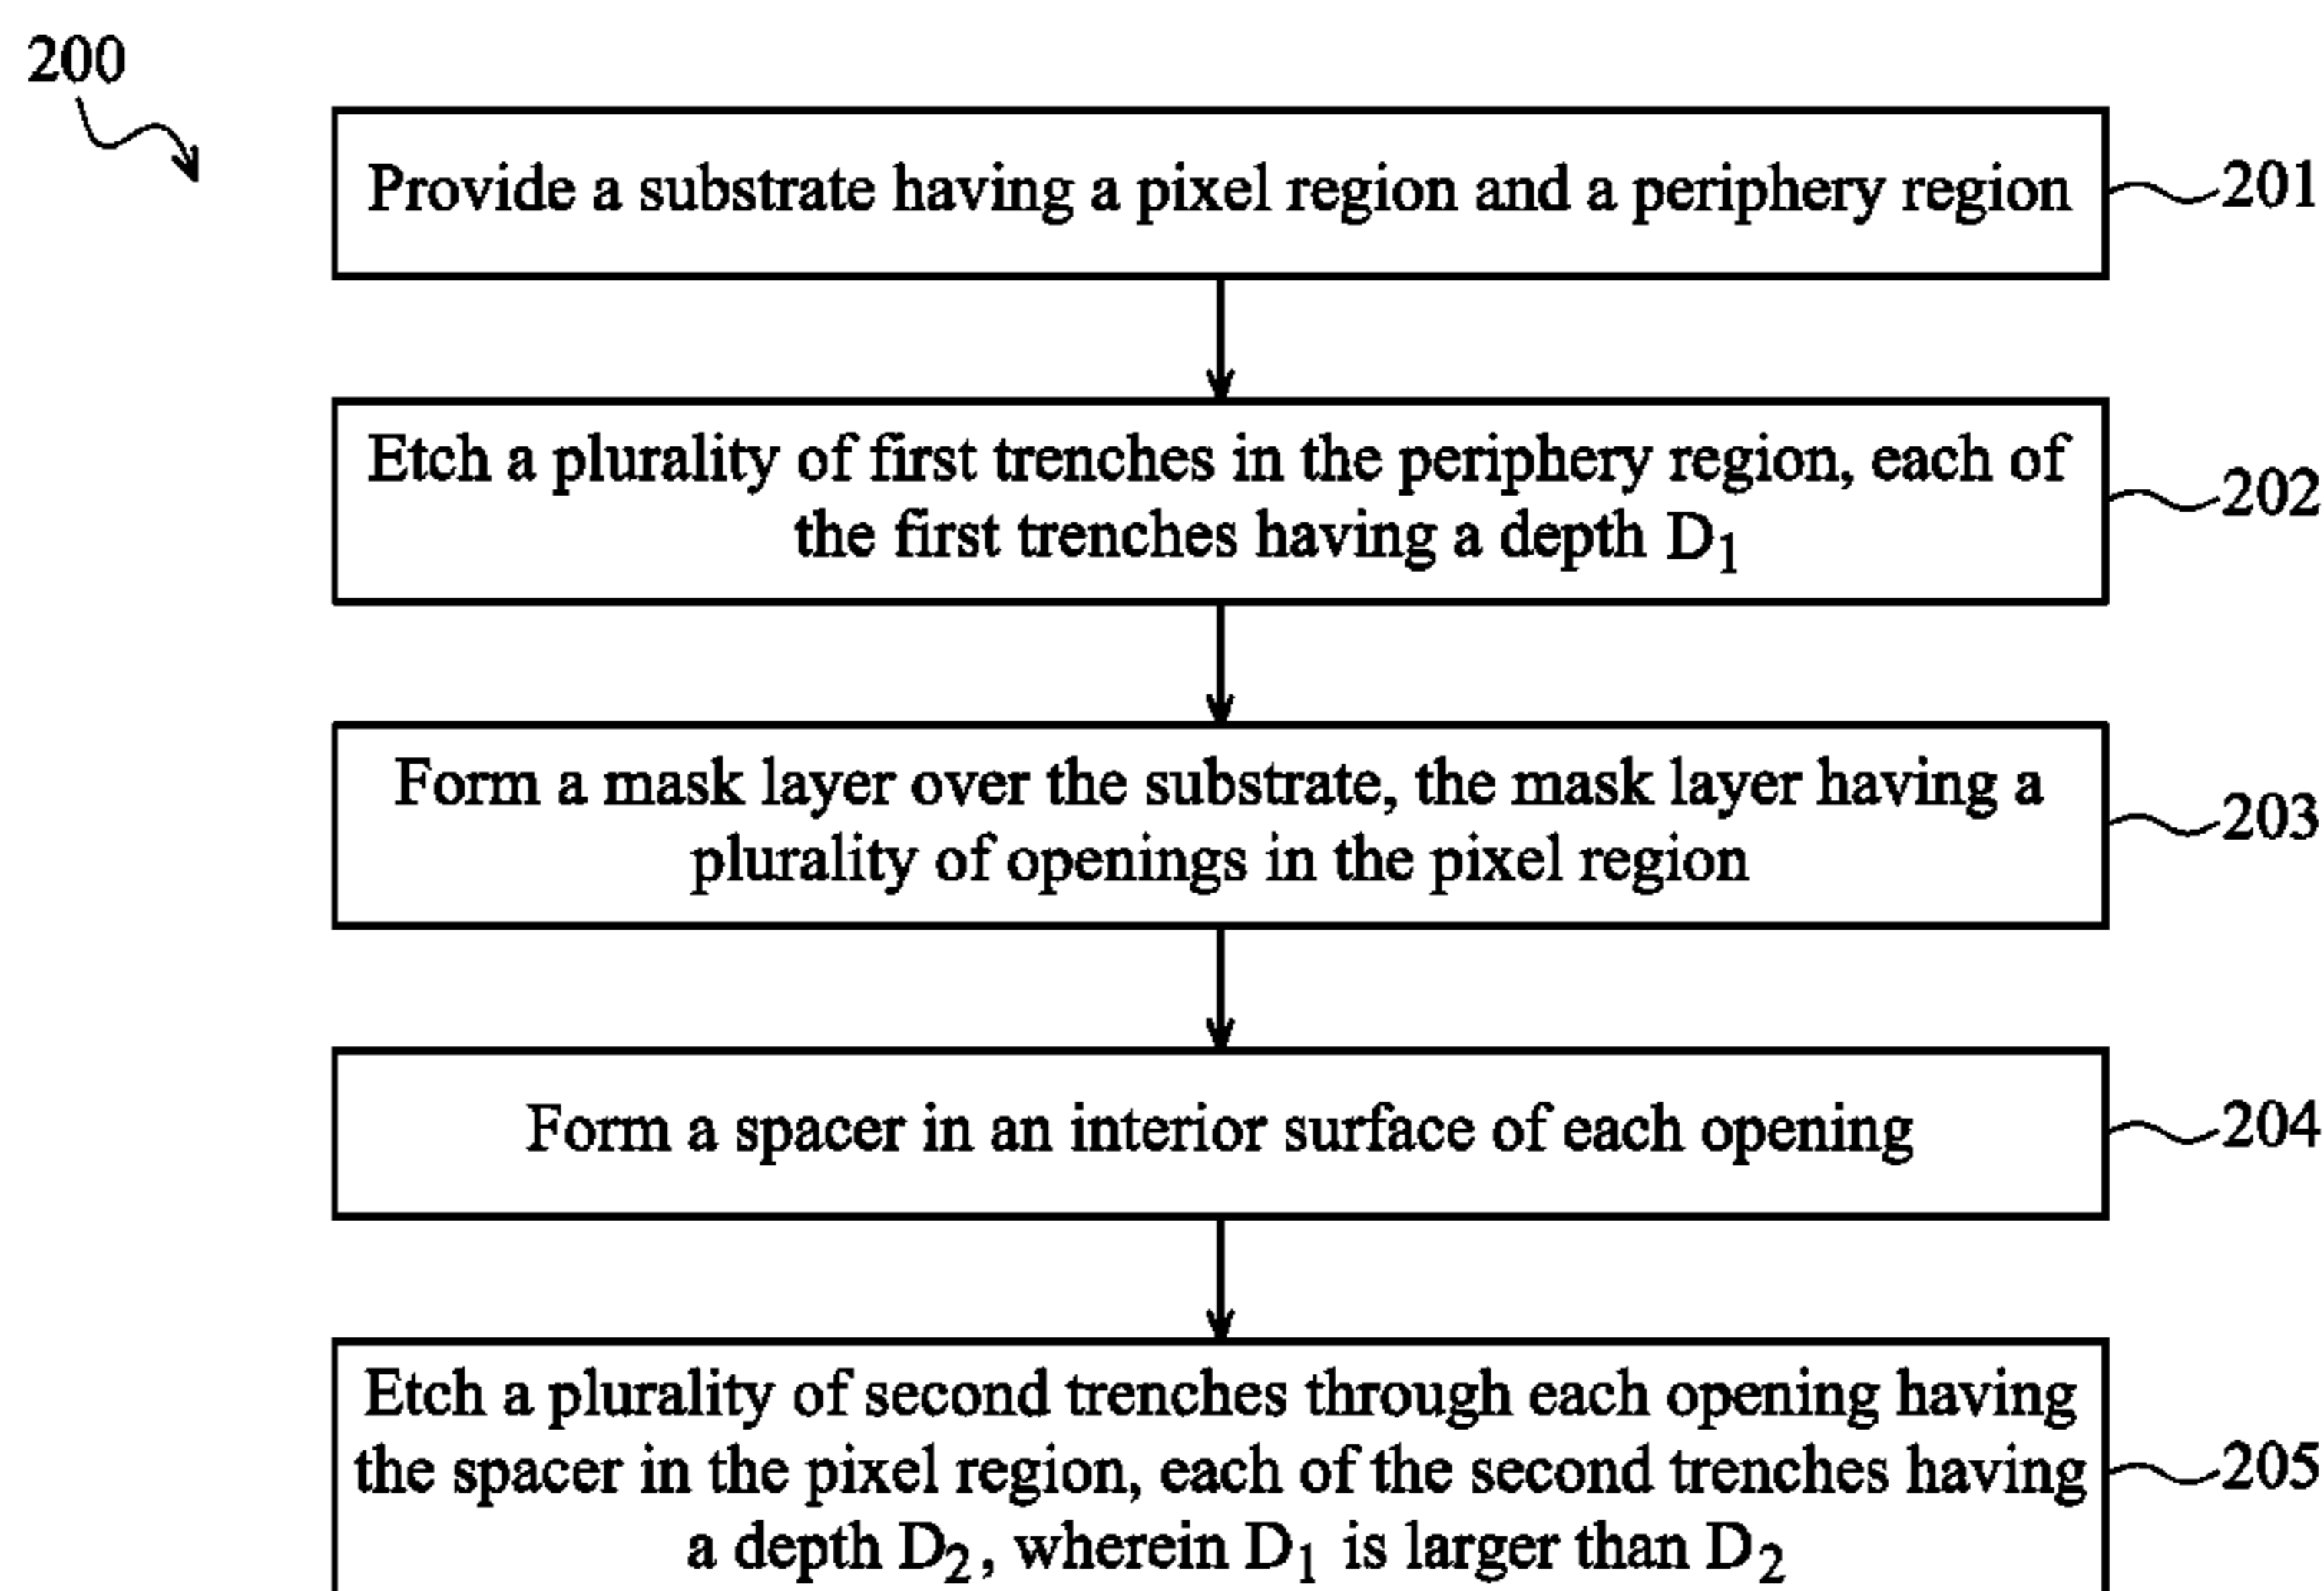 200
Provide a substrate having a pixel region and a periphery region
201
Etch a plurality of first trenches in the periphery region, each of
the first trenches having a depth D₁
202
Form a mask layer over the substrate, the mask layer having a
plurality of openings in the pixel region
203
Form a spacer in an interior surface of each opening
204
Etch a plurality of second trenches through each opening having
the spacer in the pixel region, each of the second trenches having
a depth D₂, wherein D₁ is larger than D₂
205